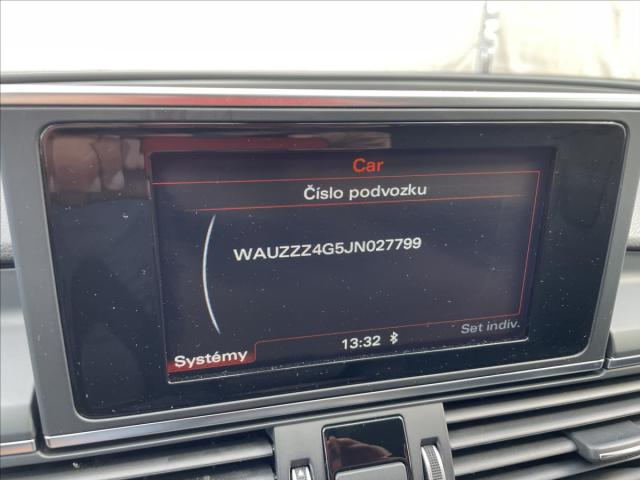 Car
Číslo podvozku
WAUZZZ4G5JN027799
Set indiv.
13:32
Systémy